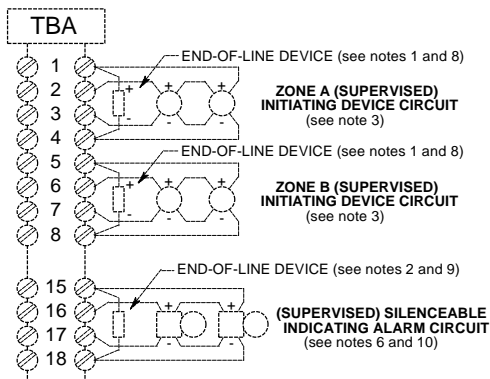 TBA
END-OF-LINE DEVICE (see notes 1 and 8)
1
2
3
4
+
-
+
-
+
-
ZONE A (SUPERVISED)
INITIATING DEVICE CIRCUIT
(see note 3)
END-OF-LINE DEVICE (see notes 1 and 8)
5
6
7
8
+
-
+
-
+
-
ZONE B (SUPERVISED)
INITIATING DEVICE CIRCUIT
(see note 3)
END-OF-LINE DEVICE (see notes 2 and 9)
15
16
17
18
+
-
+
-
(SUPERVISED) SILENCEABLE
INDICATING ALARM CIRCUIT
(see notes 6 and 10)